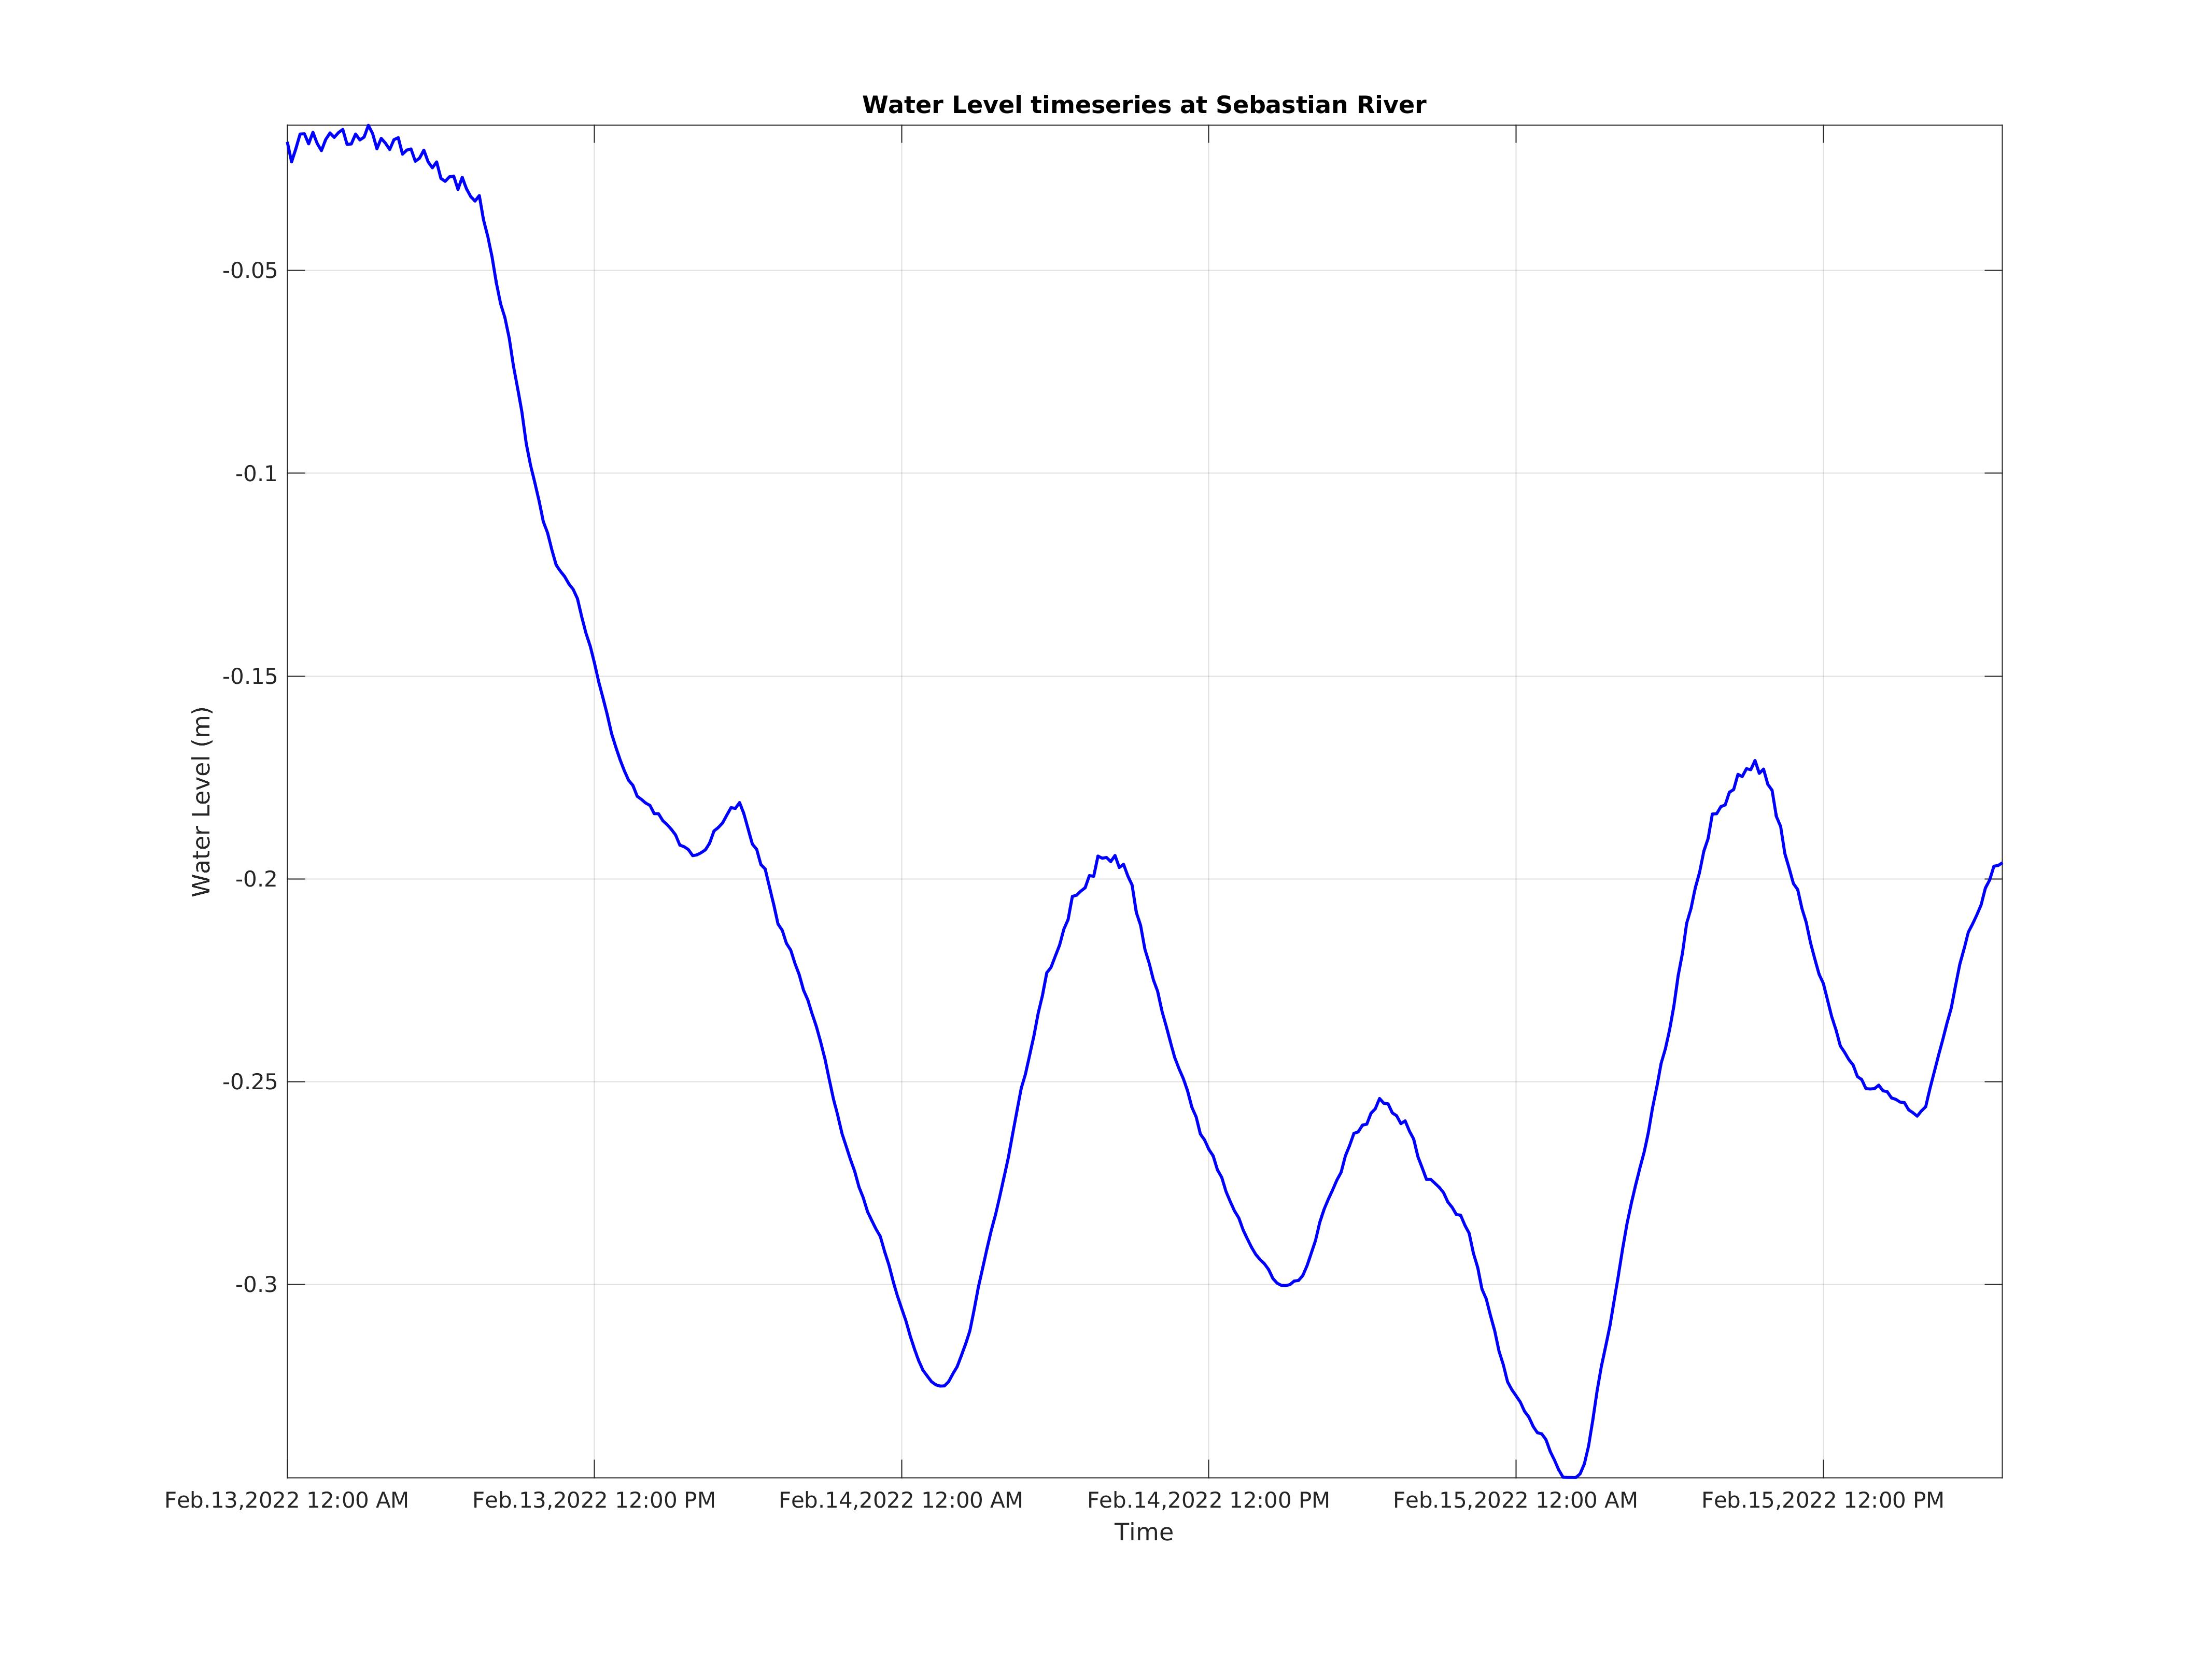 Water Level timeseries at Sebastian River
-0.05
-0.1
-0.15
-0.2
-0.25
-0.3
Water Level (m)
Feb.13,2022 12:00 AM Feb.13,2022 12:00 PM Feb.14,2022 12:00 AM Feb.14,2022 12:00 PM Feb.15,2022 12:00 AM Feb.15,2022 12:00 PM
Time